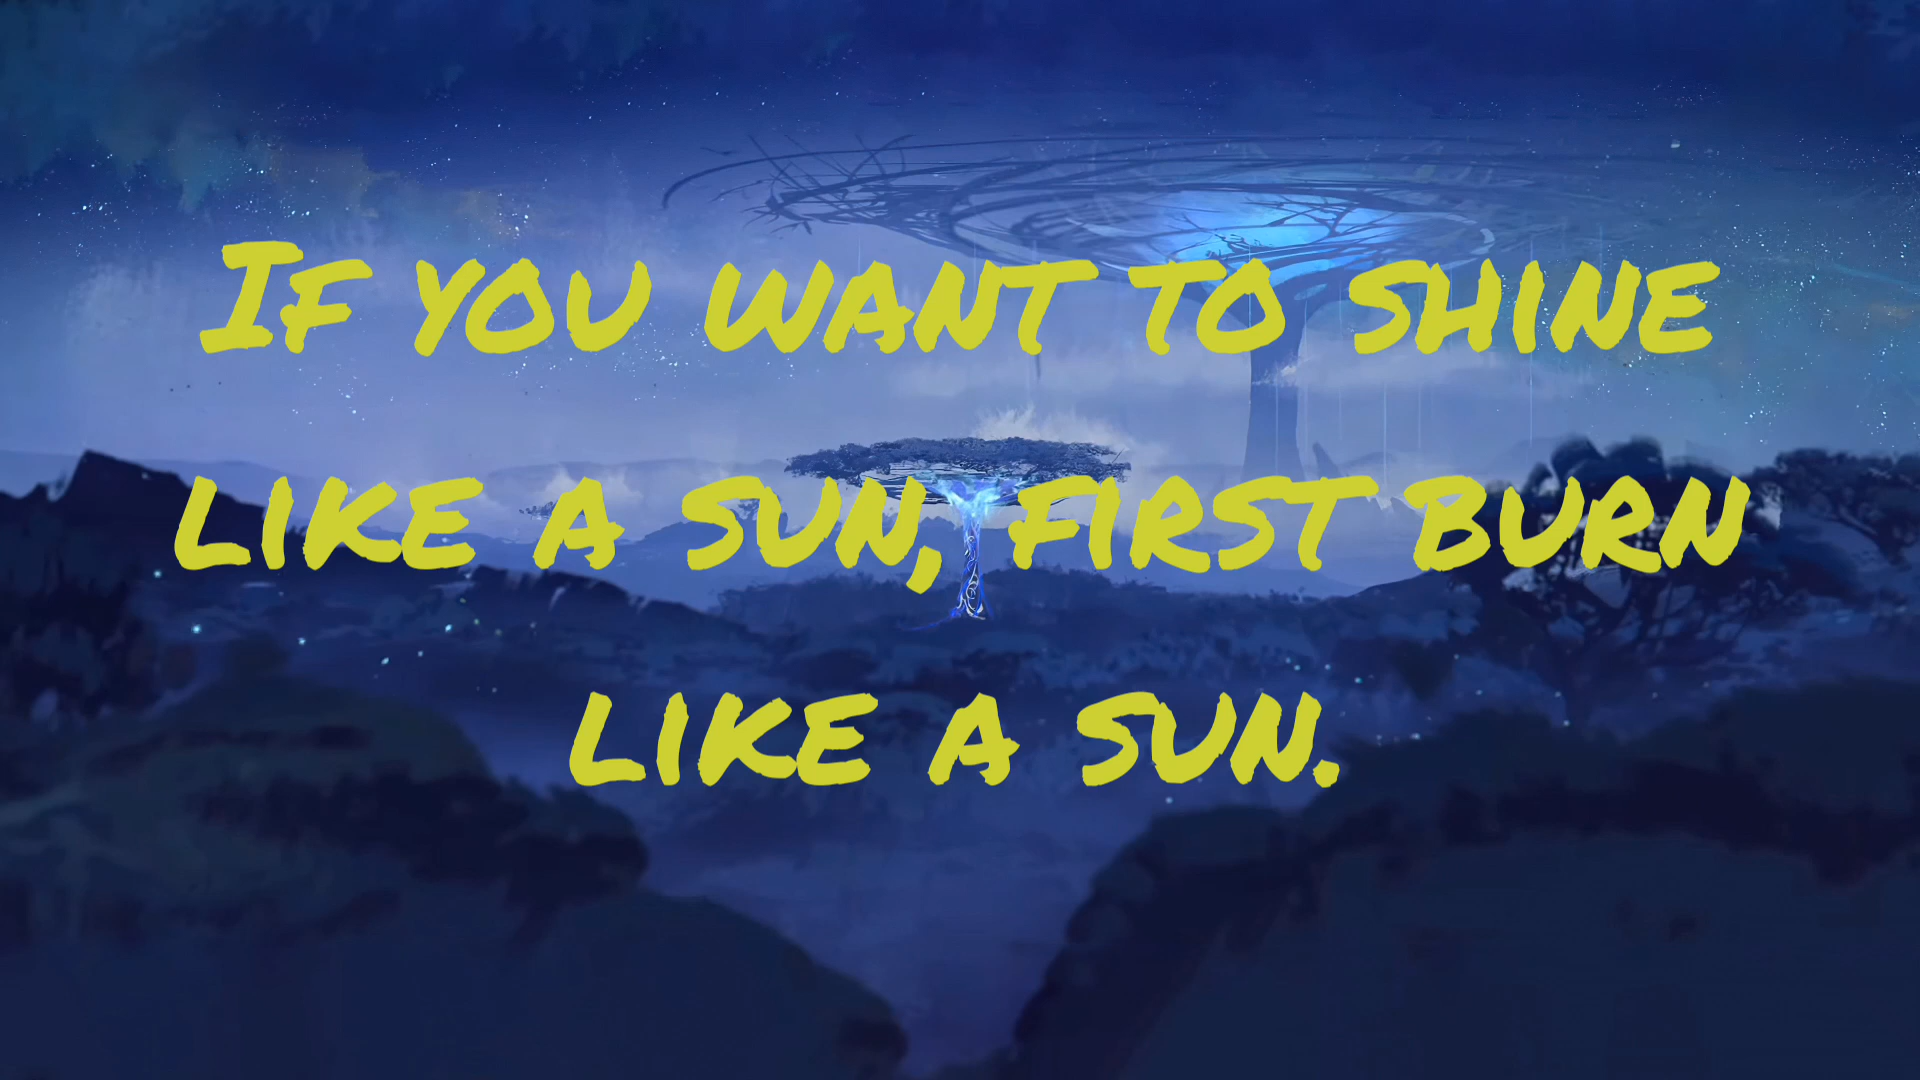 If you want to shine
like a sun, first burn
like a sun.